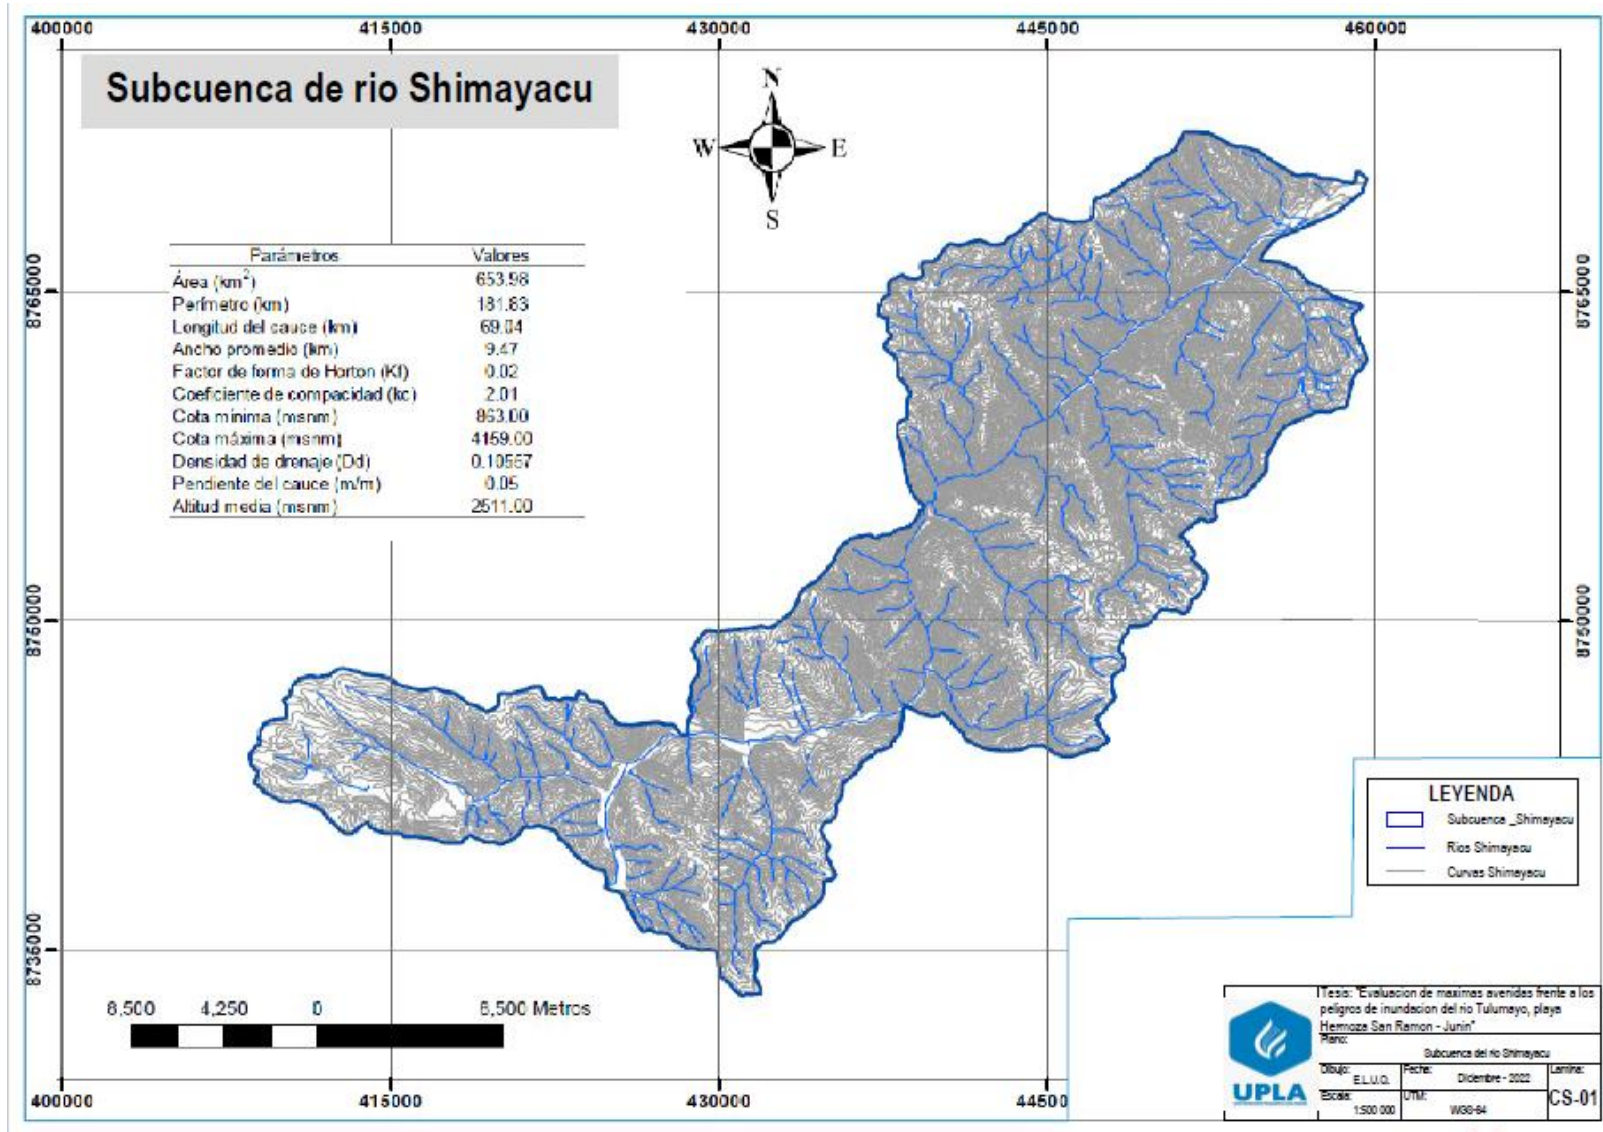 400000 415000 430000 445000 460000
Subcuenca de rio Shimayacu
N
W E
S
Parámetros Valores
Área (km²) 653.98
Perímetro (km) 181.83
Longitud del cauce (km) 69.04
Ancho promedio (km) 9.47
Factor de forma de Horton (Kf) 0.02
Coeficiente de compacidad (kc) 2.01
Cota mínima (msnm) 863.00
Cota máxima (msnm) 4159.00
Densidad de drenaje (Dd) 0.10557
Pendiente del cauce (m/m) 0.05
Altitud media (msnm) 2511.00
8765000 8765000
8750000 8750000
8735000
LEYENDA
Subcuenca _Shimayacu
Rios Shimayacu
Curvas Shimayacu
8,500 4,250 0 8,500 Metros
Tesis: "Evaluacion de maximas avenidas frente a los
peligros de inundacion del rio Tulumayo, playa
Hermoza San Ramon - Junin"
Plano:
Subcuenca del rio Shimayacu
Dibujo: E.L.U.O. Fecha: Diciembre - 2022 Lamina:
Escala: 1:500 000 UTM: WGS-84 CS-01
UPLA
400000 415000 430000 44500